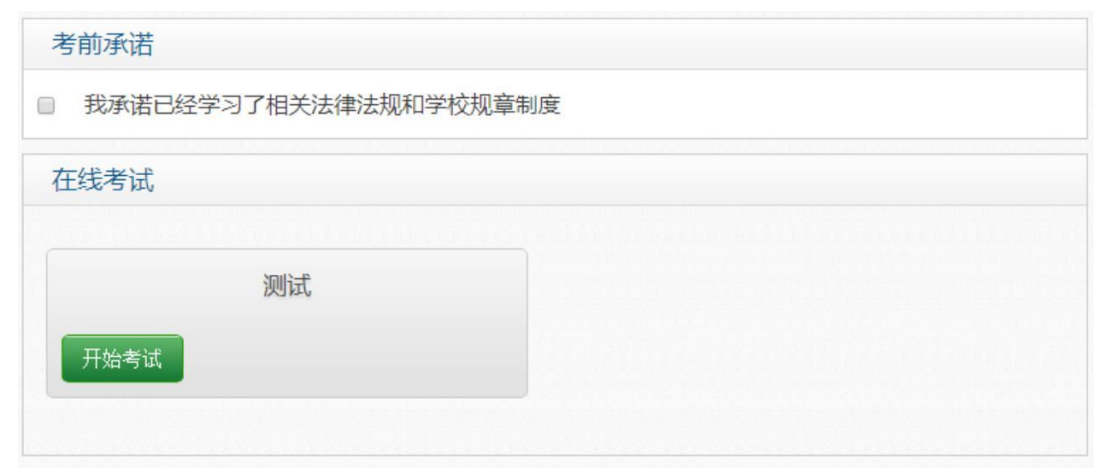 考前承诺
我承诺已经学习了相关法律法规和学校规章制度
在线考试
测试
开始考试